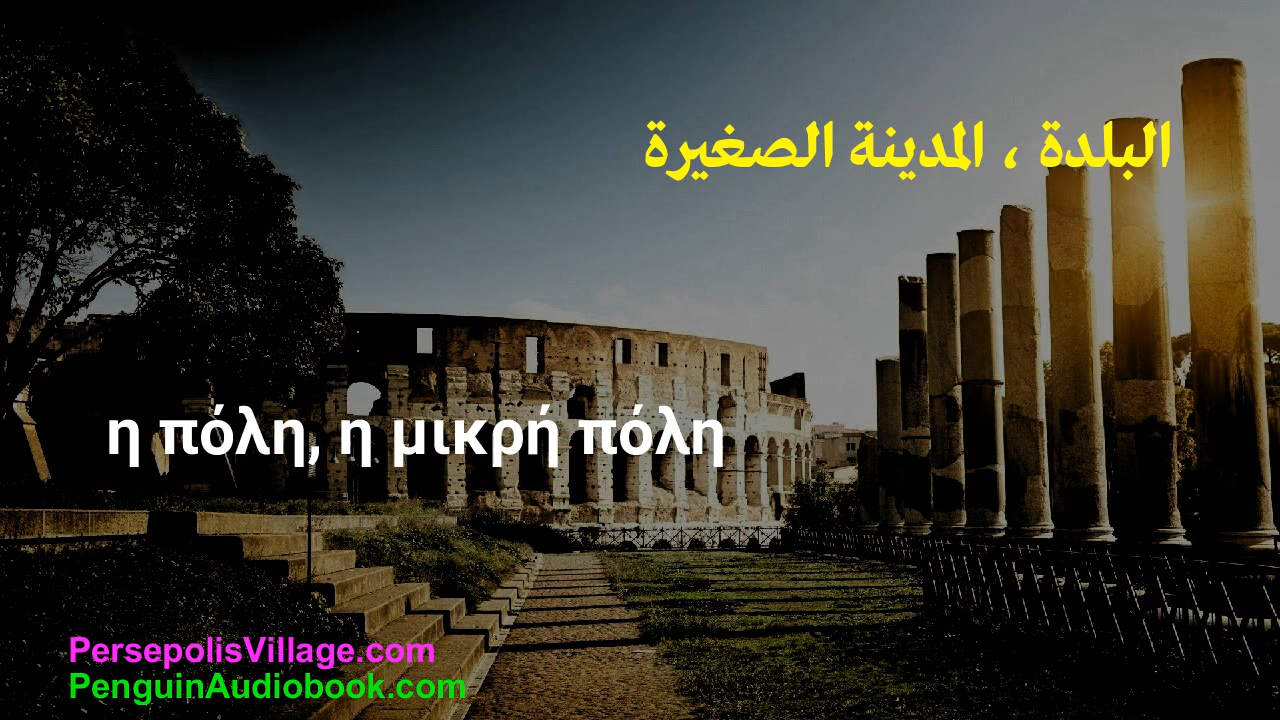 البلدة ، المدينة الصغيرة
η πόλη, η μικρή πόλη
PersepolisVillage.com
PenguinAudiobook.com